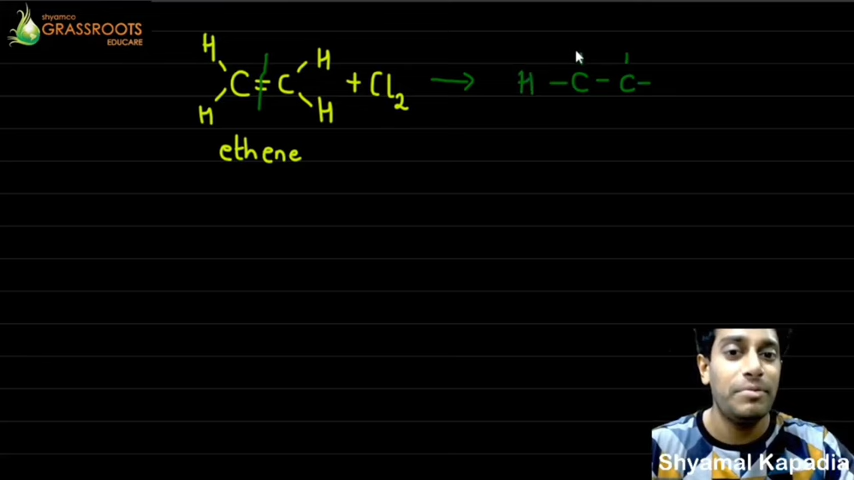 shyamco
GRASSROOTS
EDUCARE
H H
C = C + Cl2 → H – C – C –
H H
ethene
Shyamal Kapadia